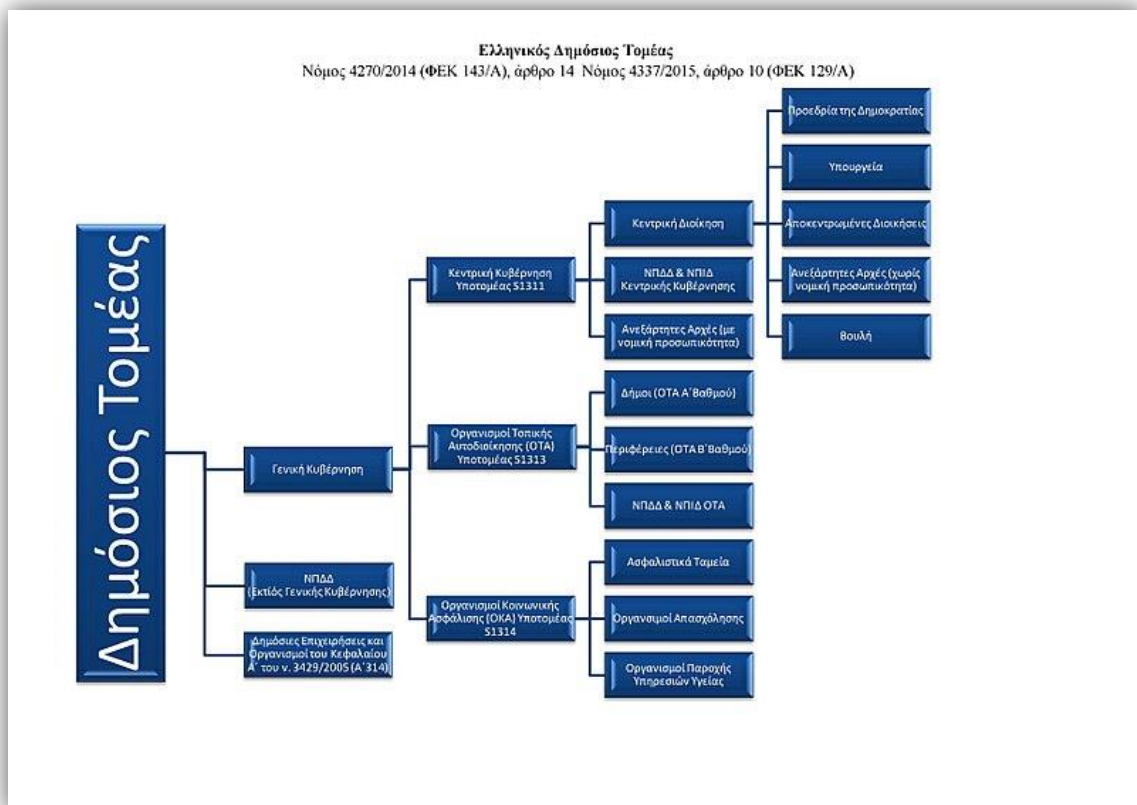 Ελληνικός Δημόσιος Τομέας
Νόμος 4270/2014 (ΦΕΚ 143/Α), άρθρο 14 Νόμος 4337/2015, άρθρο 10 (ΦΕΚ 129/Α)
Δημόσιος Τομέας
Γενική Κυβέρνηση
ΝΠΔΔ
(Εκτίός Γενικής Κυβέρνησης)
Δημόσιες Επιχειρήσεις και
Οργανισμοί του Κεφαλαίου
Α΄ του ν. 3429/2005 (Α΄314)
Κεντρική Κυβέρνηση
Υποτομέας S1311
Οργανισμοί Τοπικής
Αυτοδιοίκησης (ΟΤΑ)
Υποτομέας S1313
Οργανισμοί Κοινωνικής
Ασφάλισης (ΟΚΑ) Υποτομέας
S1314
Κεντρική Διοίκηση
ΝΠΔΔ & ΝΠΙΔ
Κεντρικής Κυβέρνησης
Ανεξάρτητες Αρχές (με
νομική προσωπικότητα)
Δήμοι (ΟΤΑ Α΄Βαθμού)
Περιφέρειες (ΟΤΑ Β΄Βαθμού)
ΝΠΔΔ & ΝΠΙΔ ΟΤΑ
Ασφαλιστικά Ταμεία
Οργανσιμοί Απασχόλησης
Οργανισμοί Παροχής
Υπηρεσιών Υγείας
Προεδρία της Δημοκρατίας
Υπουργεία
Αποκεντρωμένες Διοικήσεις
Ανεξάρτητες Αρχές (χωρίς
νομική προσωπικότητα)
Βουλή